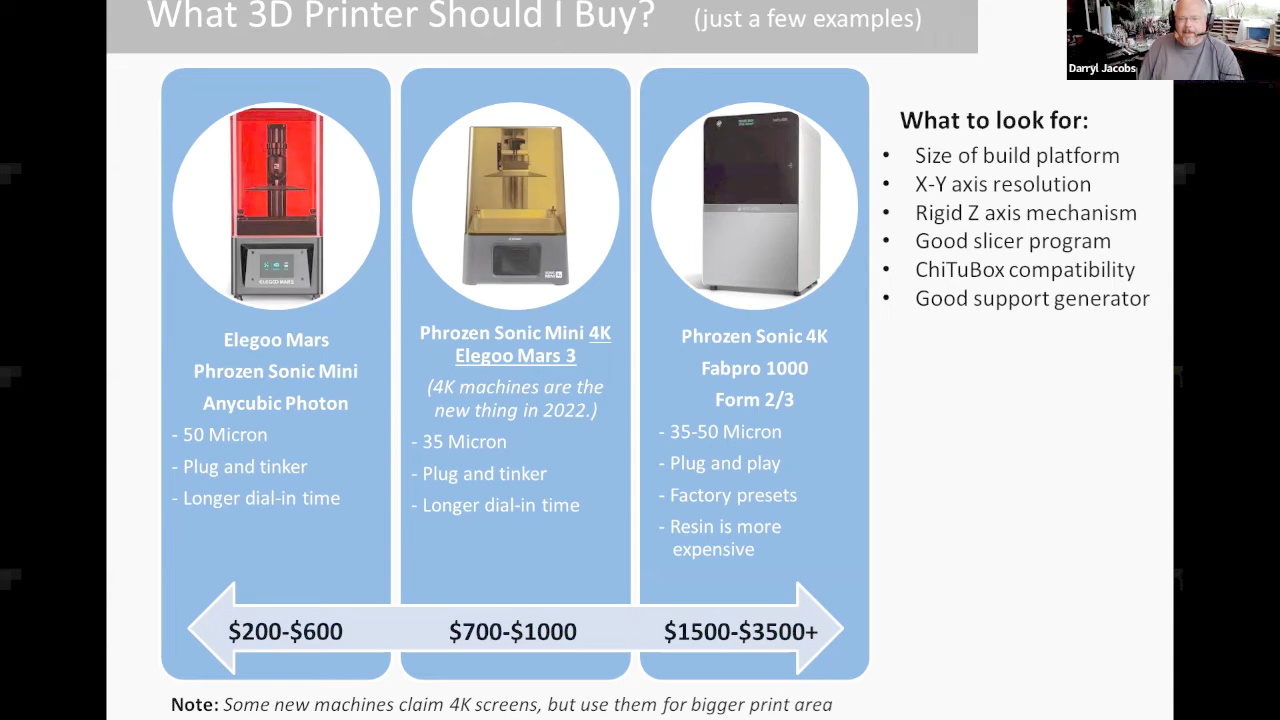 What 3D Printer Should I Buy? (just a few examples)
Darryl Jacobs
What to look for:
• Size of build platform
• X-Y axis resolution
• Rigid Z axis mechanism
• Good slicer program
• ChiTuBox compatibility
• Good support generator
ELEGOO MARS
Elegoo Mars
Phrozen Sonic Mini
Anycubic Photon
- 50 Micron
- Plug and tinker
- Longer dial-in time
Phrozen Sonic Mini 4K
Elegoo Mars 3
(4K machines are the
new thing in 2022.)
- 35 Micron
- Plug and tinker
- Longer dial-in time
Phrozen Sonic 4K
Fabpro 1000
Form 2/3
- 35-50 Micron
- Plug and play
- Factory presets
- Resin is more
expensive
$200-$600
$700-$1000
$1500-$3500+
Note: Some new machines claim 4K screens, but use them for bigger print area